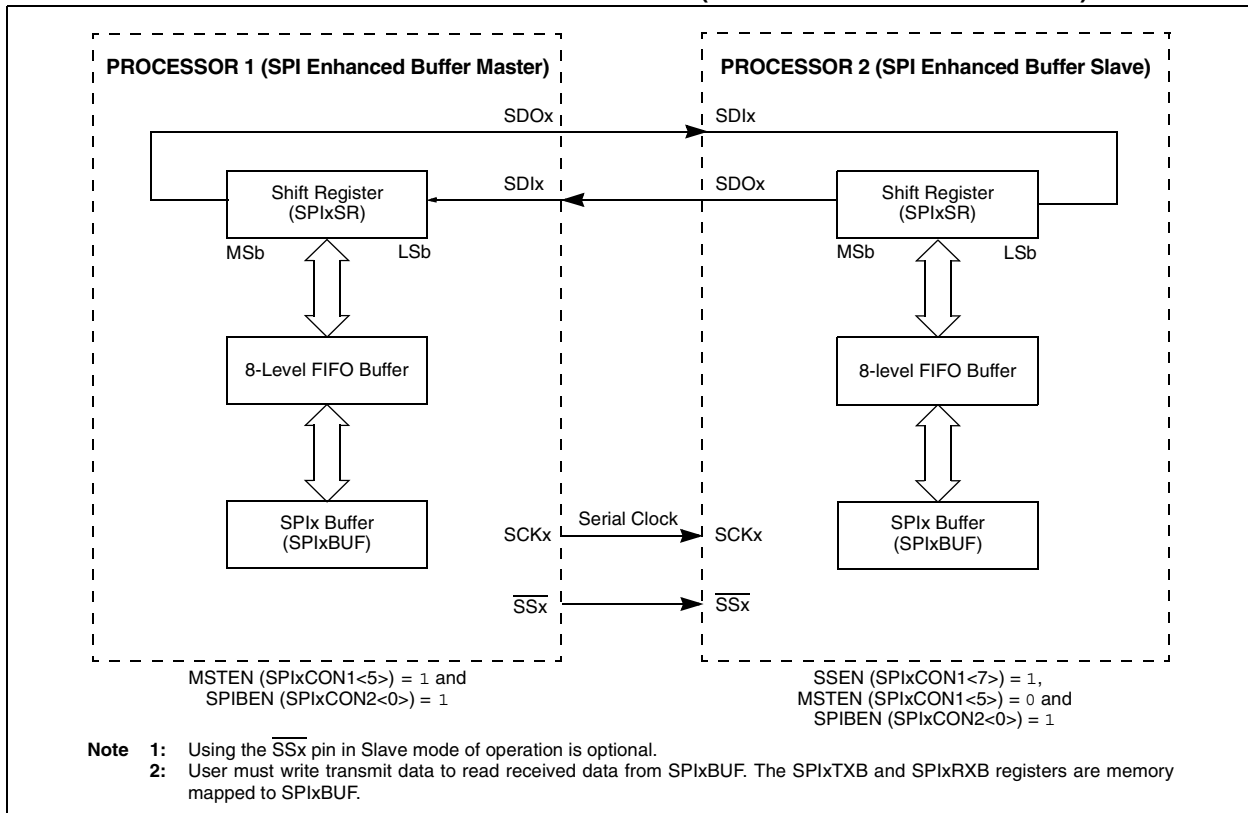 PROCESSOR 1 (SPI Enhanced Buffer Master)
PROCESSOR 2 (SPI Enhanced Buffer Slave)
SDOx
SDIx
SDIx
SDOx
Shift Register
(SPIxSR)
Shift Register
(SPIxSR)
MSb
LSb
MSb
LSb
8-Level FIFO Buffer
8-level FIFO Buffer
SPIx Buffer
(SPIxBUF)
SCKx
Serial Clock
SCKx
SPIx Buffer
(SPIxBUF)
SSx
SSx
MSTEN (SPIxCON1<5>) = 1 and
SPIBEN (SPIxCON2<0>) = 1
SSEN (SPIxCON1<7>) = 1,
MSTEN (SPIxCON1<5>) = 0 and
SPIBEN (SPIxCON2<0>) = 1
Note 1: Using the SSx pin in Slave mode of operation is optional.
2: User must write transmit data to read received data from SPIxBUF. The SPIxTXB and SPIxRXB registers are memory
mapped to SPIxBUF.